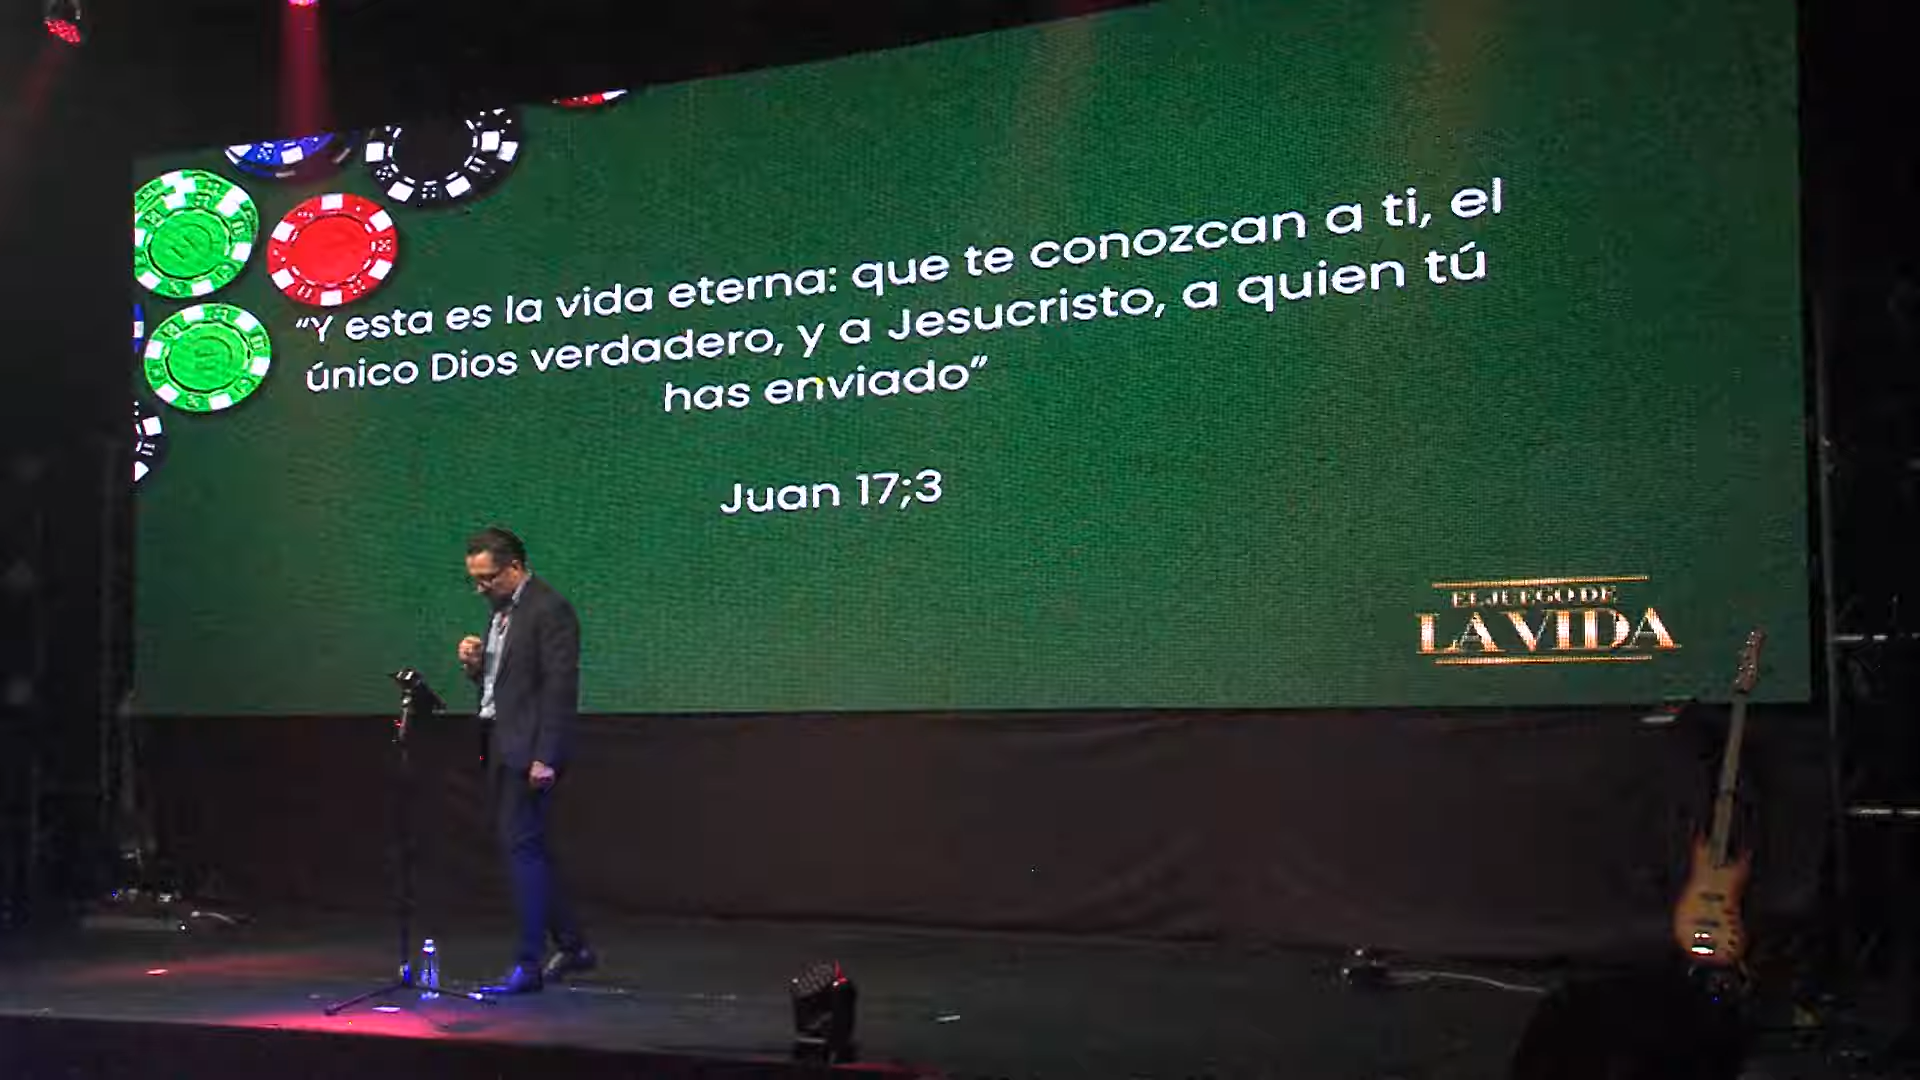 “Y esta es la vida eterna: que te conozcan a ti, el
único Dios verdadero, y a Jesucristo, a quien tú
has enviado”
Juan 17;3
EL JUEGO DE
LA VIDA